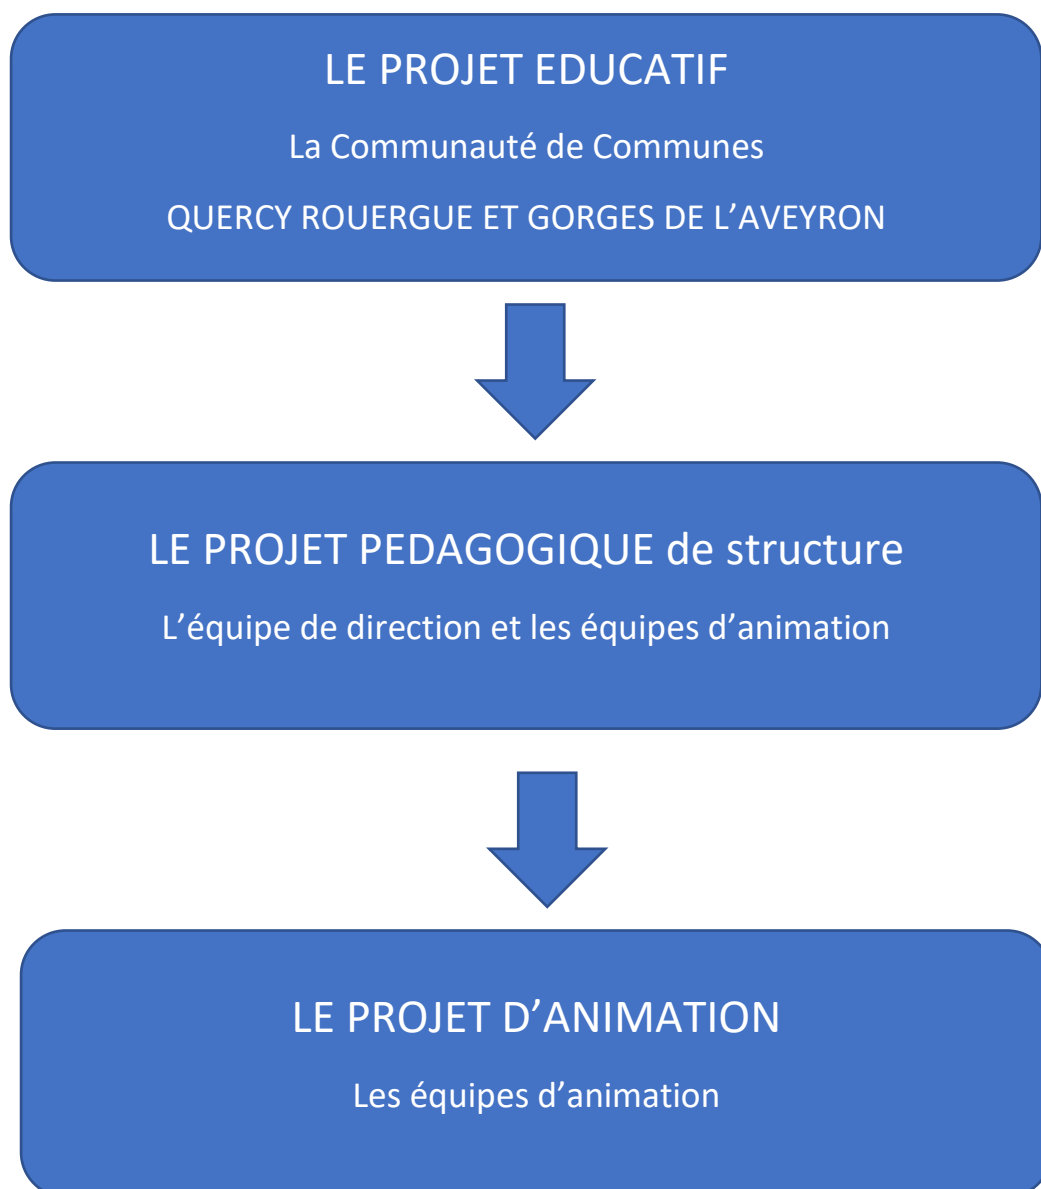 LE PROJET EDUCATIF
La Communauté de Communes
QUERCY ROUERGUE ET GORGES DE L’AVEYRON
LE PROJET PEDAGOGIQUE de structure
L’équipe de direction et les équipes d’animation
LE PROJET D’ANIMATION
Les équipes d’animation